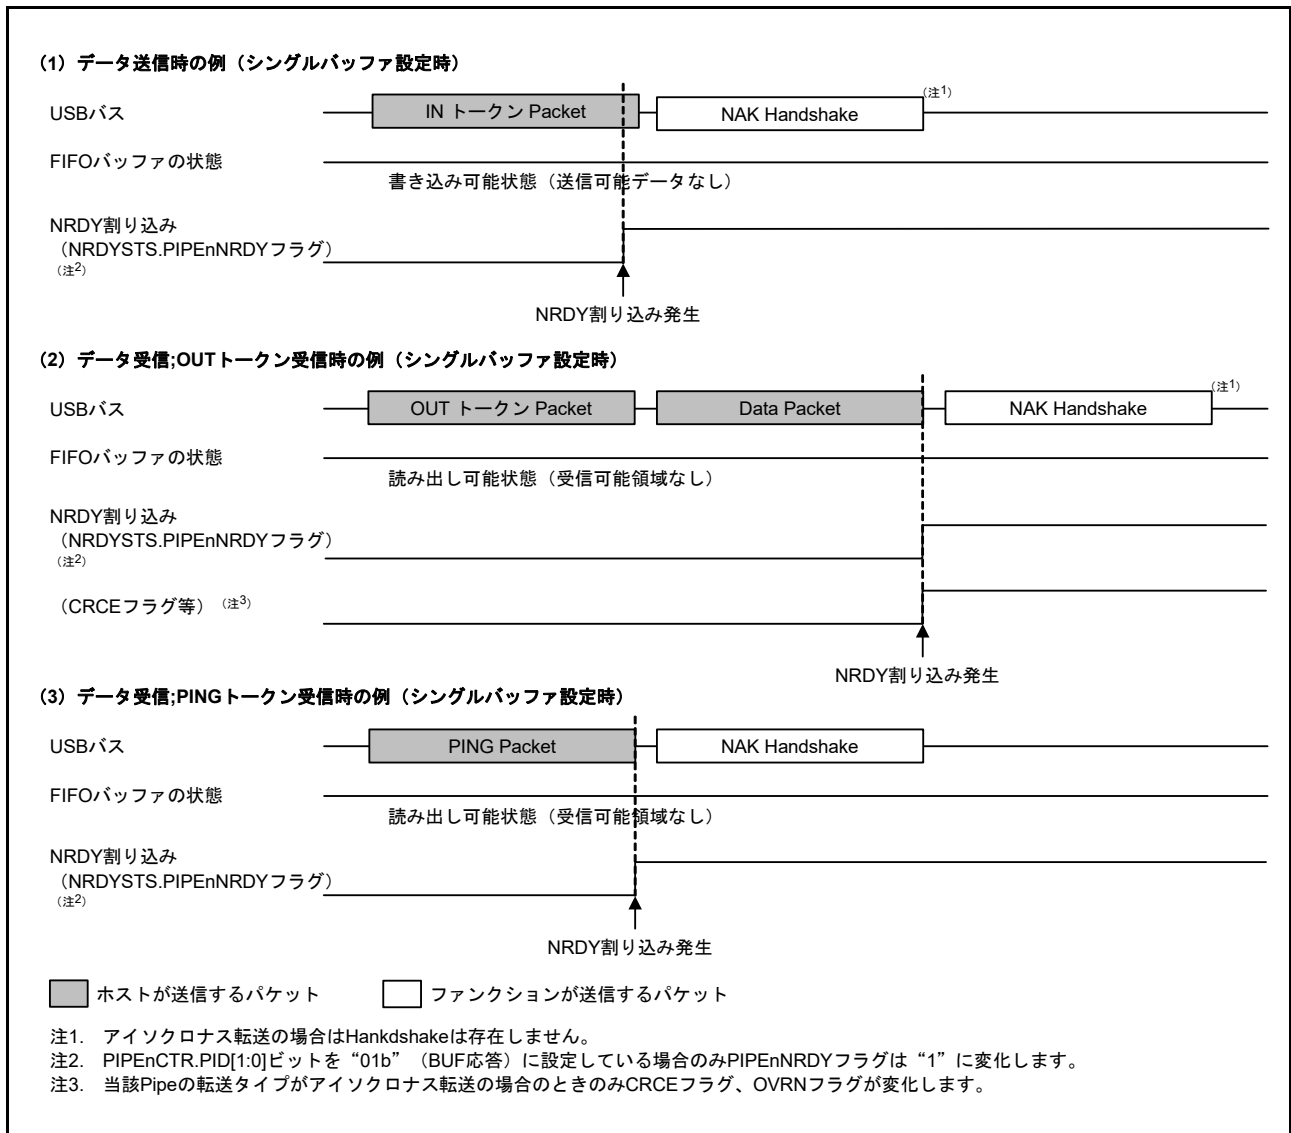 （1）データ送信時の例（シングルバッファ設定時）
USBバス
IN トークン Packet
NAK Handshake
（注1）
FIFOバッファの状態
書き込み可能状態（送信可能データなし）
NRDY割り込み
（NRDYSTS.PIPEnNRDYフラグ）
（注2）
NRDY割り込み発生
（2）データ受信;OUTトークン受信時の例（シングルバッファ設定時）
USBバス
OUT トークン Packet
Data Packet
NAK Handshake
（注1）
FIFOバッファの状態
読み出し可能状態（受信可能領域なし）
NRDY割り込み
（NRDYSTS.PIPEnNRDYフラグ）
（注2）
（CRCEフラグ等）（注3）
NRDY割り込み発生
（3）データ受信;PINGトークン受信時の例（シングルバッファ設定時）
USBバス
PING Packet
NAK Handshake
FIFOバッファの状態
読み出し可能状態（受信可能領域なし）
NRDY割り込み
（NRDYSTS.PIPEnNRDYフラグ）
（注2）
NRDY割り込み発生
ホストが送信するパケット
ファンクションが送信するパケット
注1. アイソクロナス転送の場合はHankdshakeは存在しません。
注2. PIPEnCTR.PID[1:0]ビットを“01b”（BUF応答）に設定している場合のみPIPEnNRDYフラグは“1”に変化します。
注3. 当該Pipeの転送タイプがアイソクロナス転送の場合のときのみCRCEフラグ、OVRNフラグが変化します。